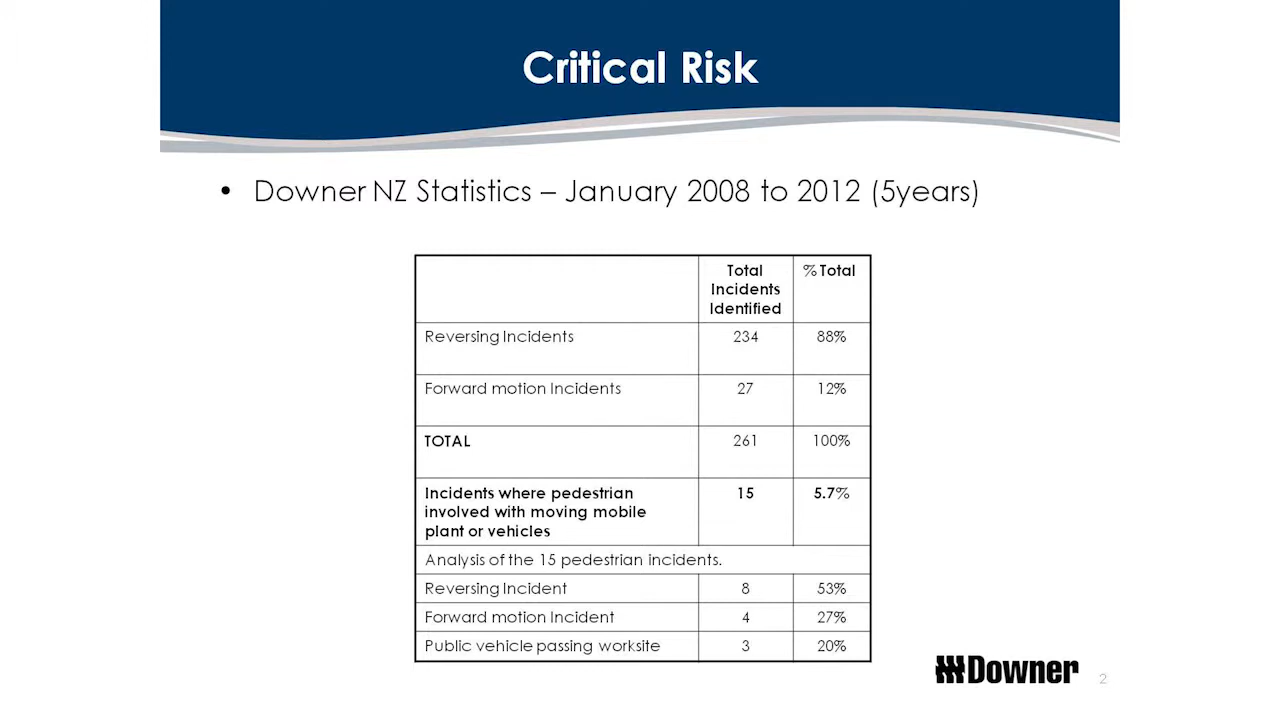 Critical Risk
• Downer NZ Statistics – January 2008 to 2012 (5years)
Total Incidents Identified % Total
Reversing Incidents 234 88%
Forward motion Incidents 27 12%
TOTAL 261 100%
Incidents where pedestrian involved with moving mobile plant or vehicles 15 5.7%
Analysis of the 15 pedestrian incidents.
Reversing Incident 8 53%
Forward motion Incident 4 27%
Public vehicle passing worksite 3 20%
Downer
2